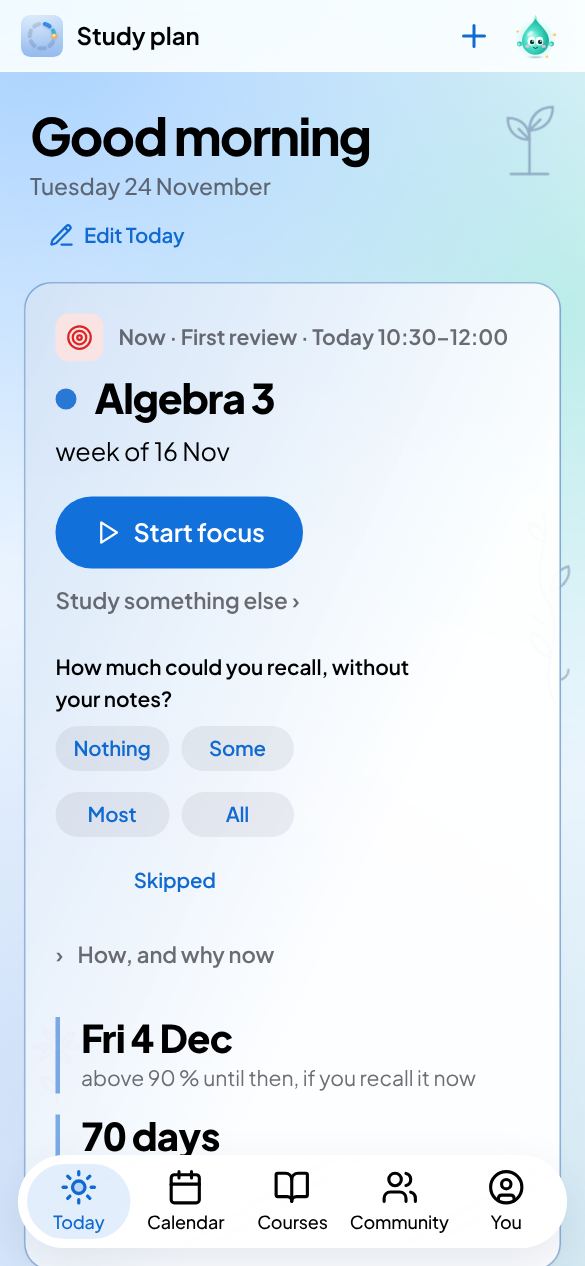 Study plan
Good morning
Tuesday 24 November
Edit Today
Now · First review · Today 10:30–12:00
Algebra 3
week of 16 Nov
Start focus
Study something else ›
How much could you recall, without
your notes?
Nothing
Some
Most
All
Skipped
› How, and why now
Fri 4 Dec
above 90 % until then, if you recall it now
70 days
Today
Calendar
Courses
Community
You